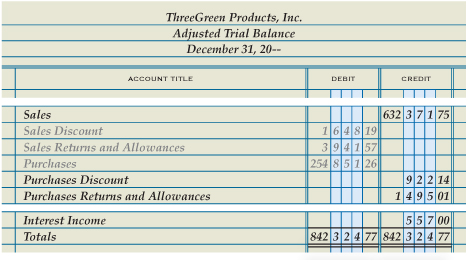 ThreeGreen Products, Inc.
Adjusted Trial Balance
December 31, 20--
ACCOUNT TITLE DEBIT CREDIT
Sales 632 3 7 1 75
Sales Discount 1 6 4 8 19
Sales Returns and Allowances 3 9 4 1 57
Purchases 254 8 5 1 26
Purchases Discount 9 2 2 14
Purchases Returns and Allowances 1 4 9 5 01
Interest Income 5 5 7 00
Totals 842 3 2 4 77 842 3 2 4 77